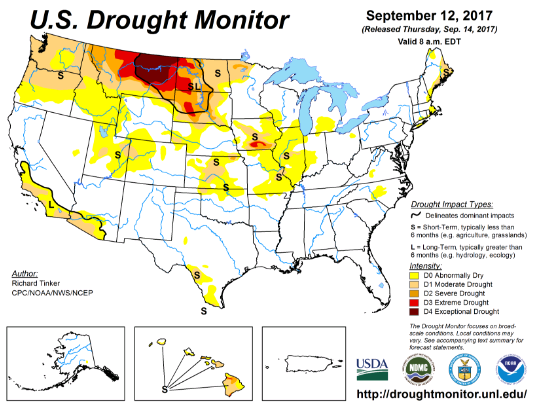 U.S. Drought Monitor
September 12, 2017
(Released Thursday, Sep. 14, 2017)
Valid 8 a.m. EDT
S
S
S
SL
S
S
S
S
S
S
L
S
S
Drought Impact Types:
Delineates dominant impacts
S = Short-Term, typically less than
6 months (e.g. agriculture, grasslands)
L = Long-Term, typically greater than
6 months (e.g. hydrology, ecology)
Intensity:
D0 Abnormally Dry
D1 Moderate Drought
D2 Severe Drought
D3 Extreme Drought
D4 Exceptional Drought
Author:
Richard Tinker
CPC/NOAA/NWS/NCEP
The Drought Monitor focuses on broad-
scale conditions. Local conditions may
vary. See accompanying text summary for
forecast statements.
S
USDA
NDMC
NOAA
http://droughtmonitor.unl.edu/